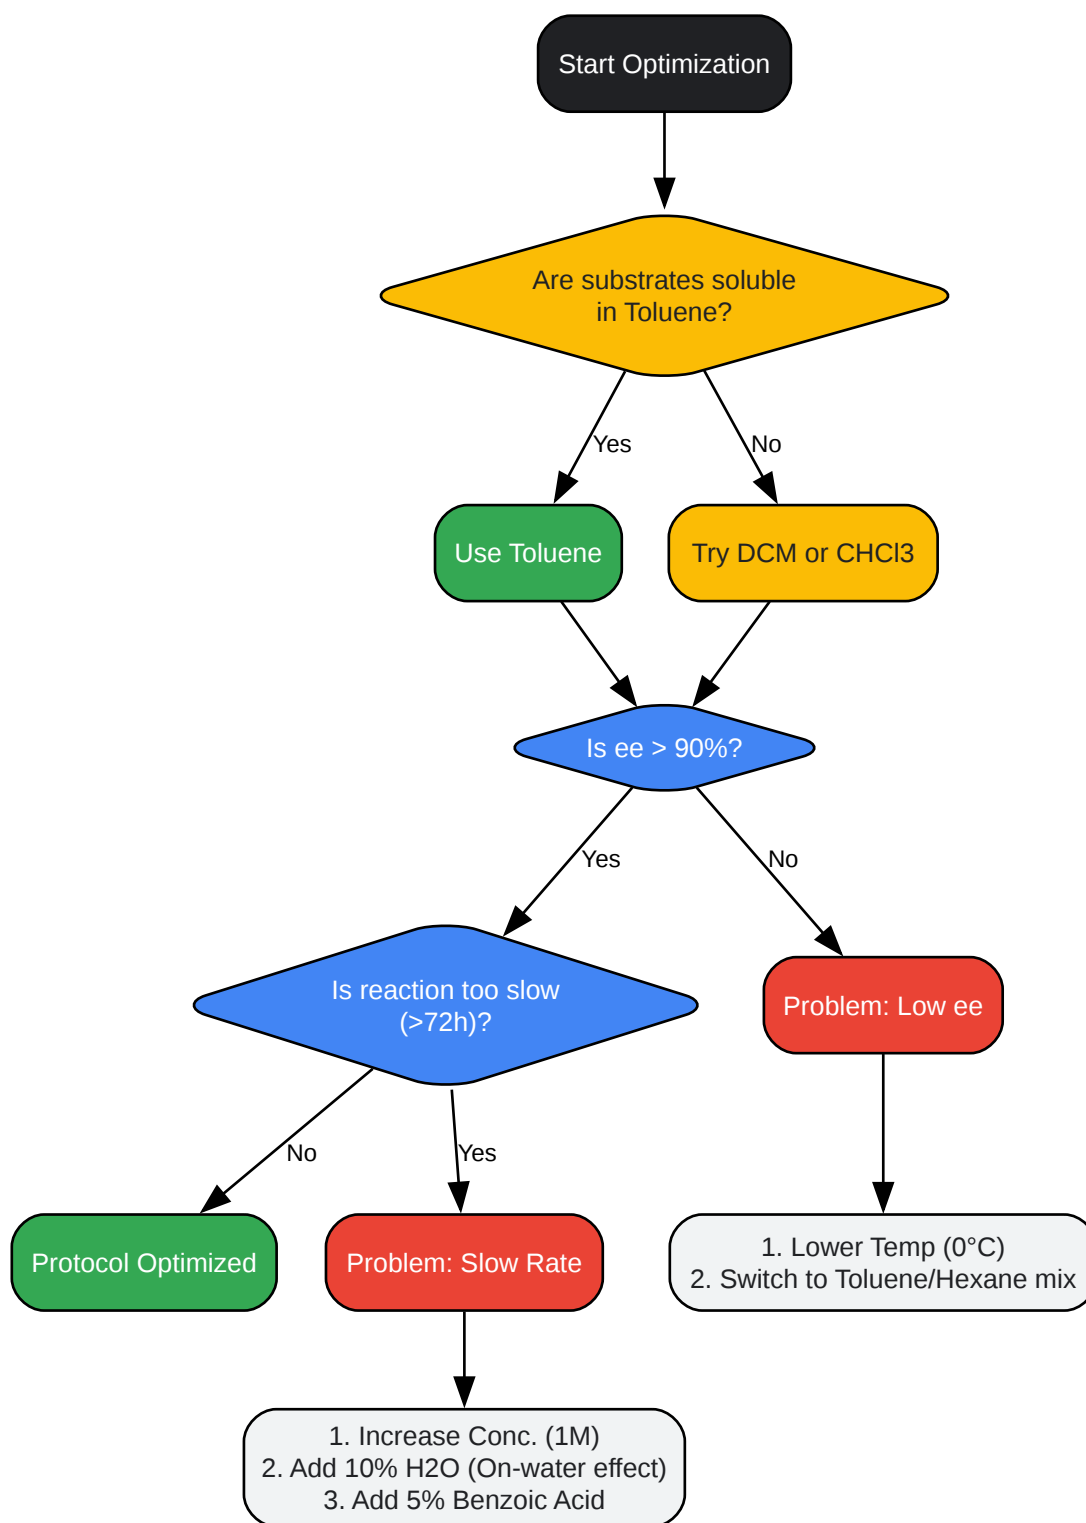 Start Optimization
Are substrates soluble
in Toluene?
Yes
No
Use Toluene
Try DCM or CHCl3
Is ee > 90%?
Yes
No
Is reaction too slow
(>72h)?
Problem: Low ee
No
Yes
Protocol Optimized
Problem: Slow Rate
1. Lower Temp (0°C)
2. Switch to Toluene/Hexane mix
1. Increase Conc. (1M)
2. Add 10% H2O (On-water effect)
3. Add 5% Benzoic Acid